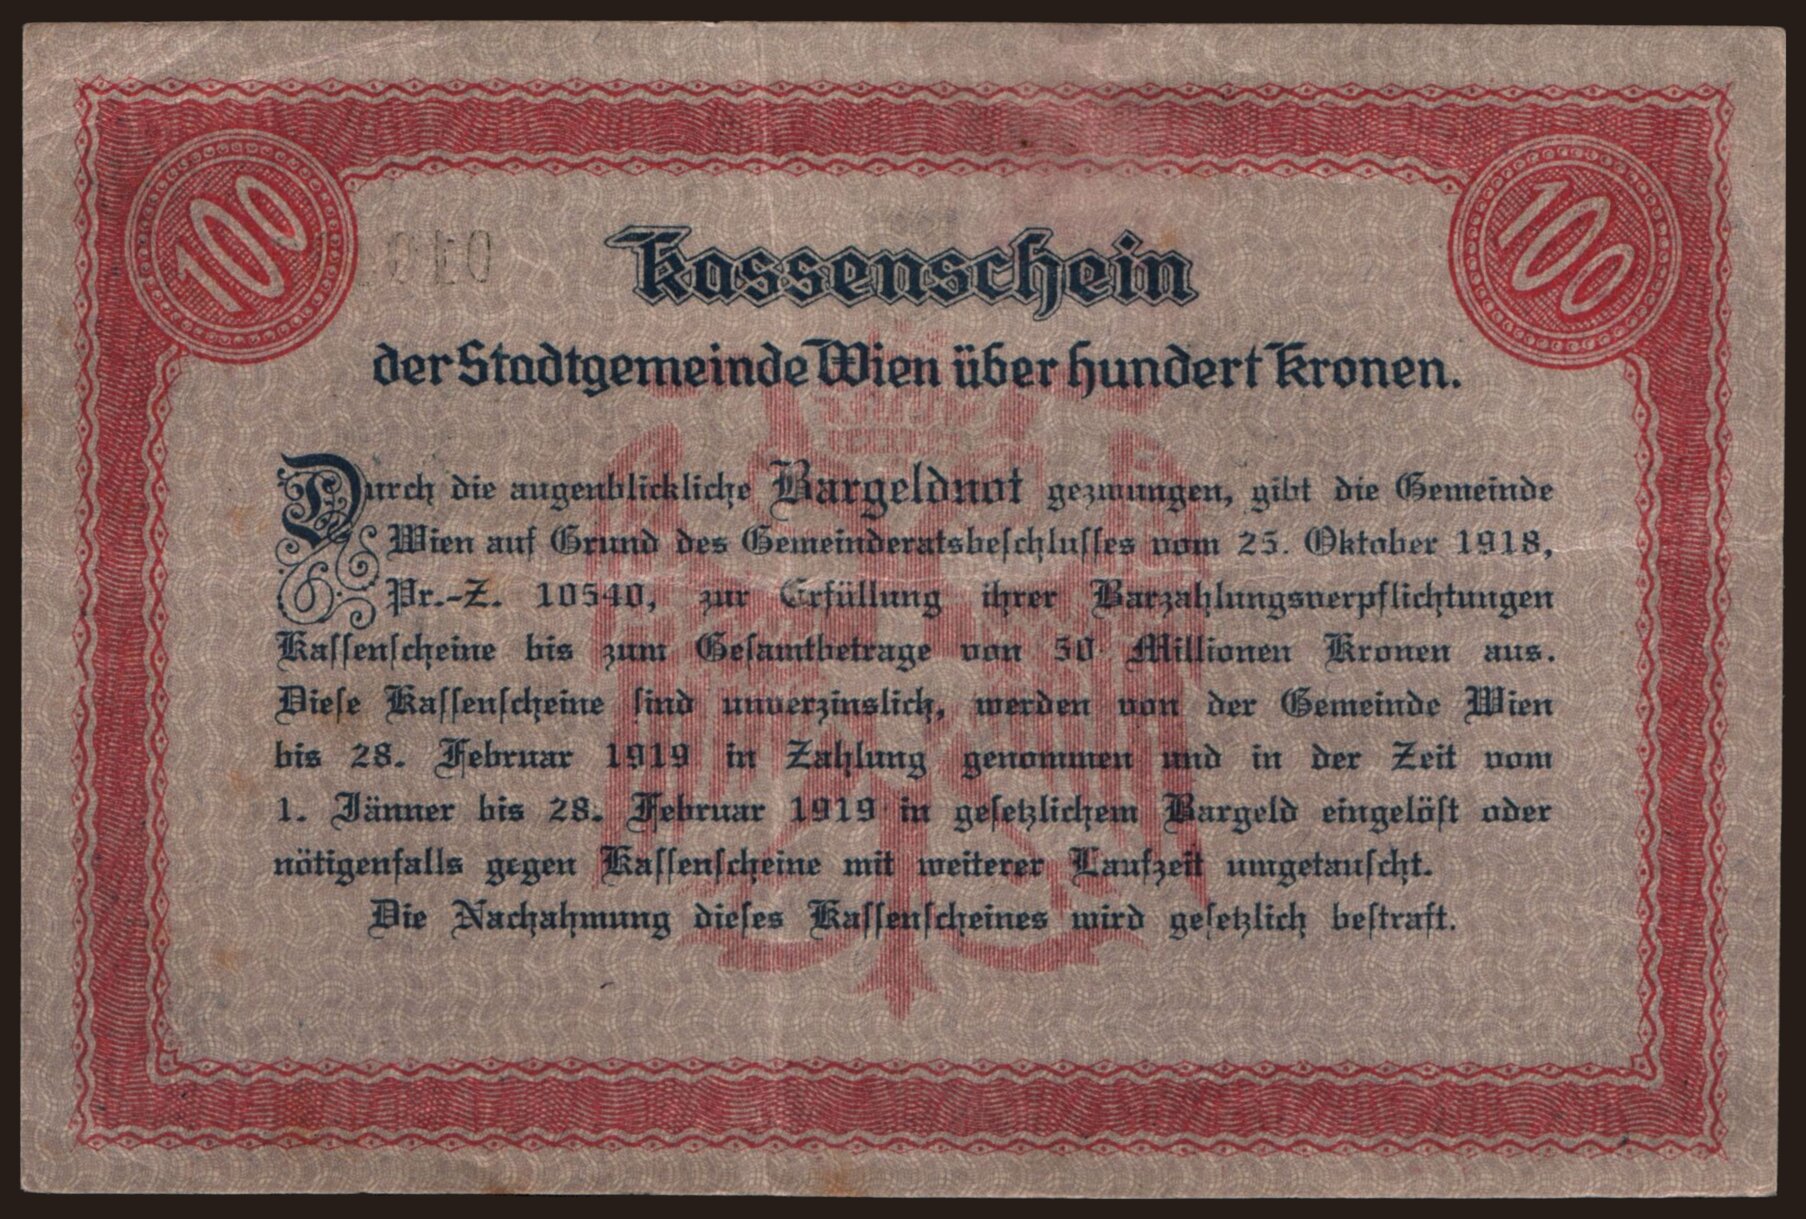 100
100
Kassenschein
der Stadtgemeinde Wien über hundert Kronen.
Durch die augenblickliche Bargeldnot gezwungen, gibt die Gemeinde
Wien auf Grund des Gemeinderatsbeschlusses vom 25. Oktober 1918,
Pr.-Z. 10540, zur Erfüllung ihrer Barzahlungsverpflichtungen
Kassenscheine bis zum Gesamtbetrage von 50 Millionen Kronen aus.
Diese Kassenscheine sind unverzinslich, werden von der Gemeinde Wien
bis 28. Februar 1919 in Zahlung genommen und in der Zeit vom
1. Jänner bis 28. Februar 1919 in gesetzlichem Bargeld eingelöst oder
nötigenfalls gegen Kassenscheine mit weiterer Laufzeit umgetauscht.
Die Nachahmung dieses Kassenscheines wird gesetzlich bestraft.